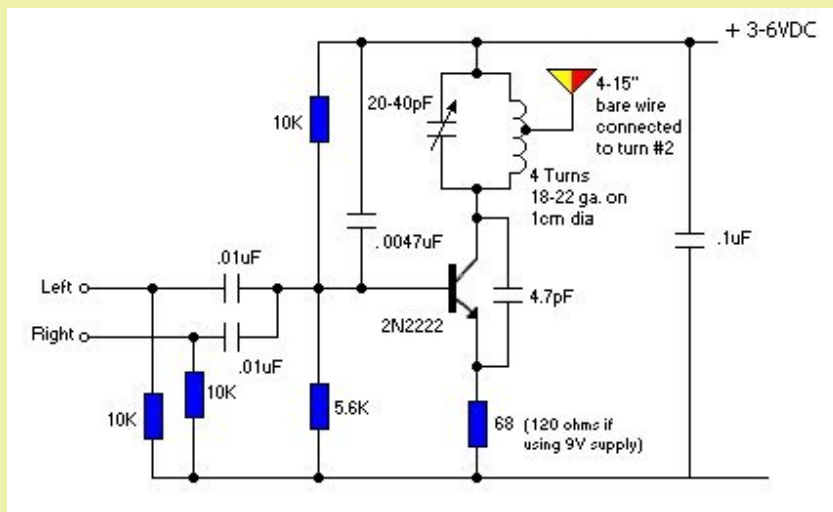 + 3-6VDC
20-40pF
4-15"
bare wire
connected
to turn #2
10K
4 Turns
18-22 ga. on
1cm dia
.0047uF
.1uF
.01uF
Left
4.7pF
2N2222
Right
.01uF
10K
10K
5.6K
68 (120 ohms if
using 9V supply)